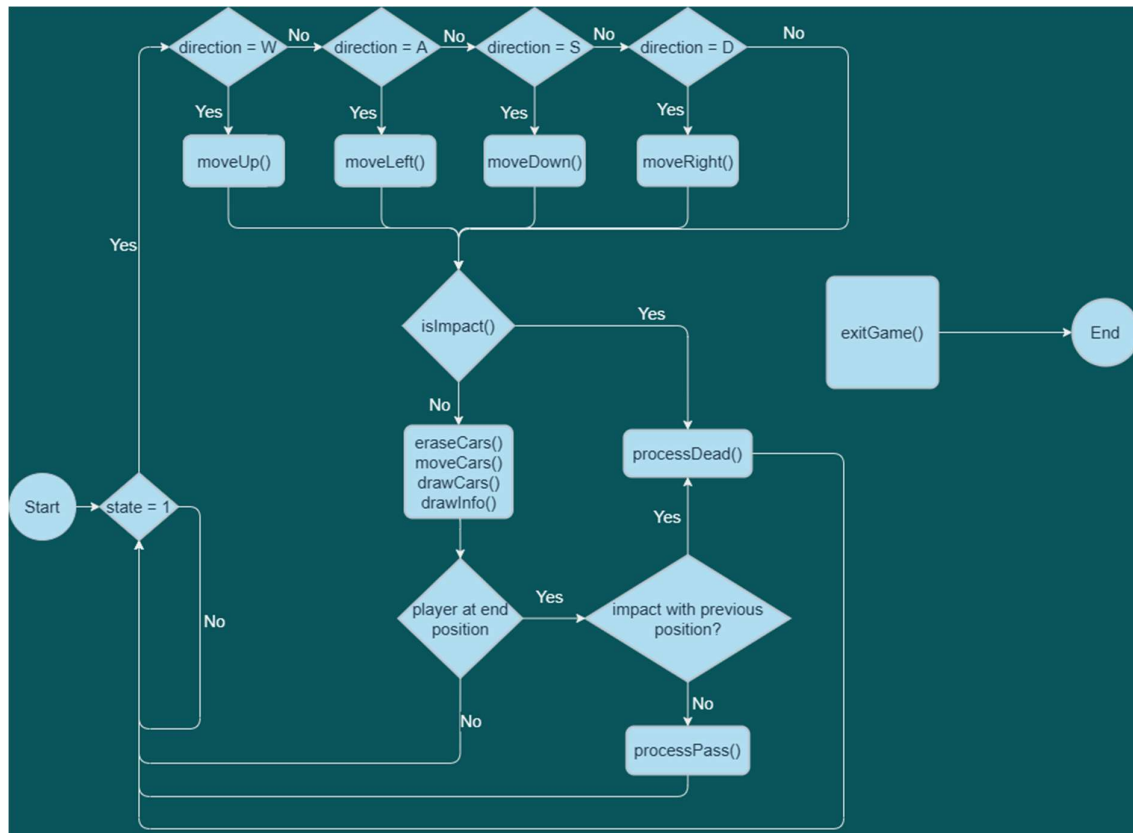 direction = W
No
direction = A
No
direction = S
No
direction = D
No
Yes
Yes
Yes
Yes
moveUp()
moveLeft()
moveDown()
moveRight()
Yes
isImpact()
Yes
exitGame()
End
No
eraseCars()
moveCars()
drawCars()
drawInfo()
processDead()
Start
state = 1
Yes
No
player at end
position
Yes
impact with previous
position?
No
No
processPass()